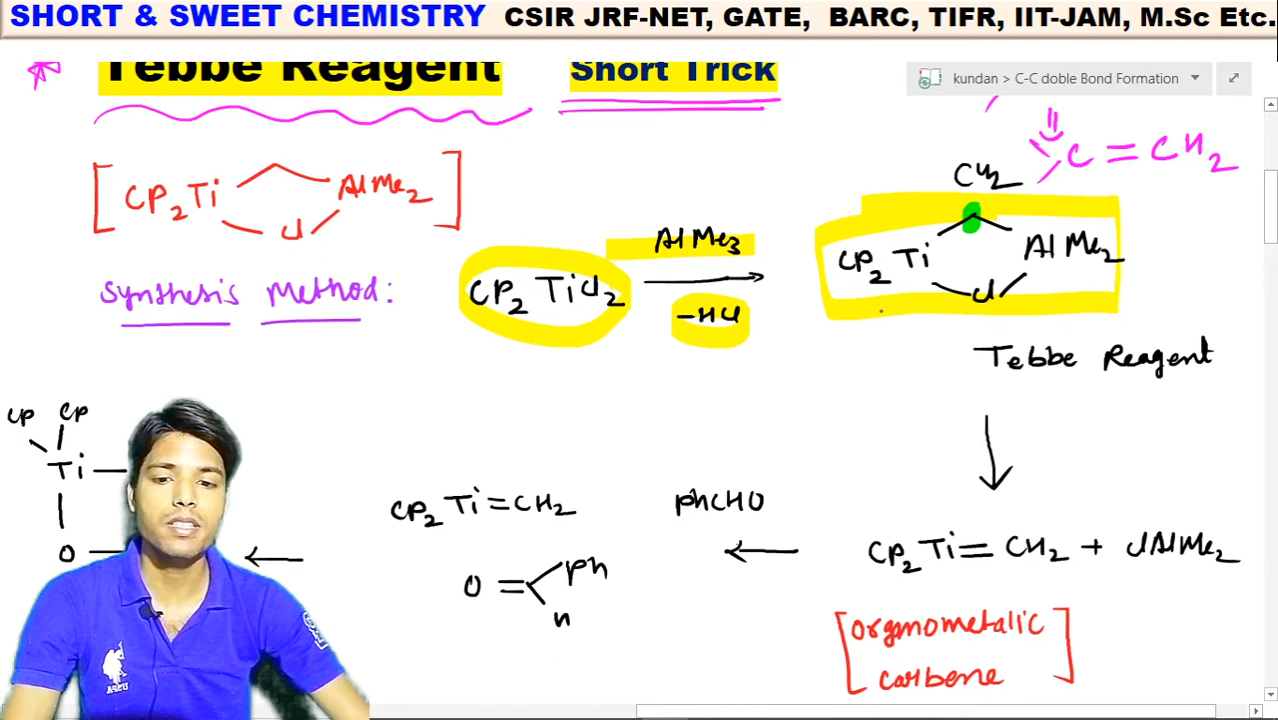 SHORT & SWEET CHEMISTRY CSIR JRF-NET, GATE, BARC, TIFR, IIT-JAM, M.Sc Etc.
Tebbe Reagent Short Trick
kundan > C-C doble Bond Formation
C=CH2
[CP2Ti Cl AlMe2]
Synthesis Method:
CP2TiCl2
AlMe3
-HCl
CH2
CP2Ti Cl AlMe2
Tebbe Reagent
CP2Ti=CH2 + ClAlMe2
[Orgenometalic
carbene]
PhCHO
CP2Ti=CH2
O= Ph
H
CP CP
Ti
O